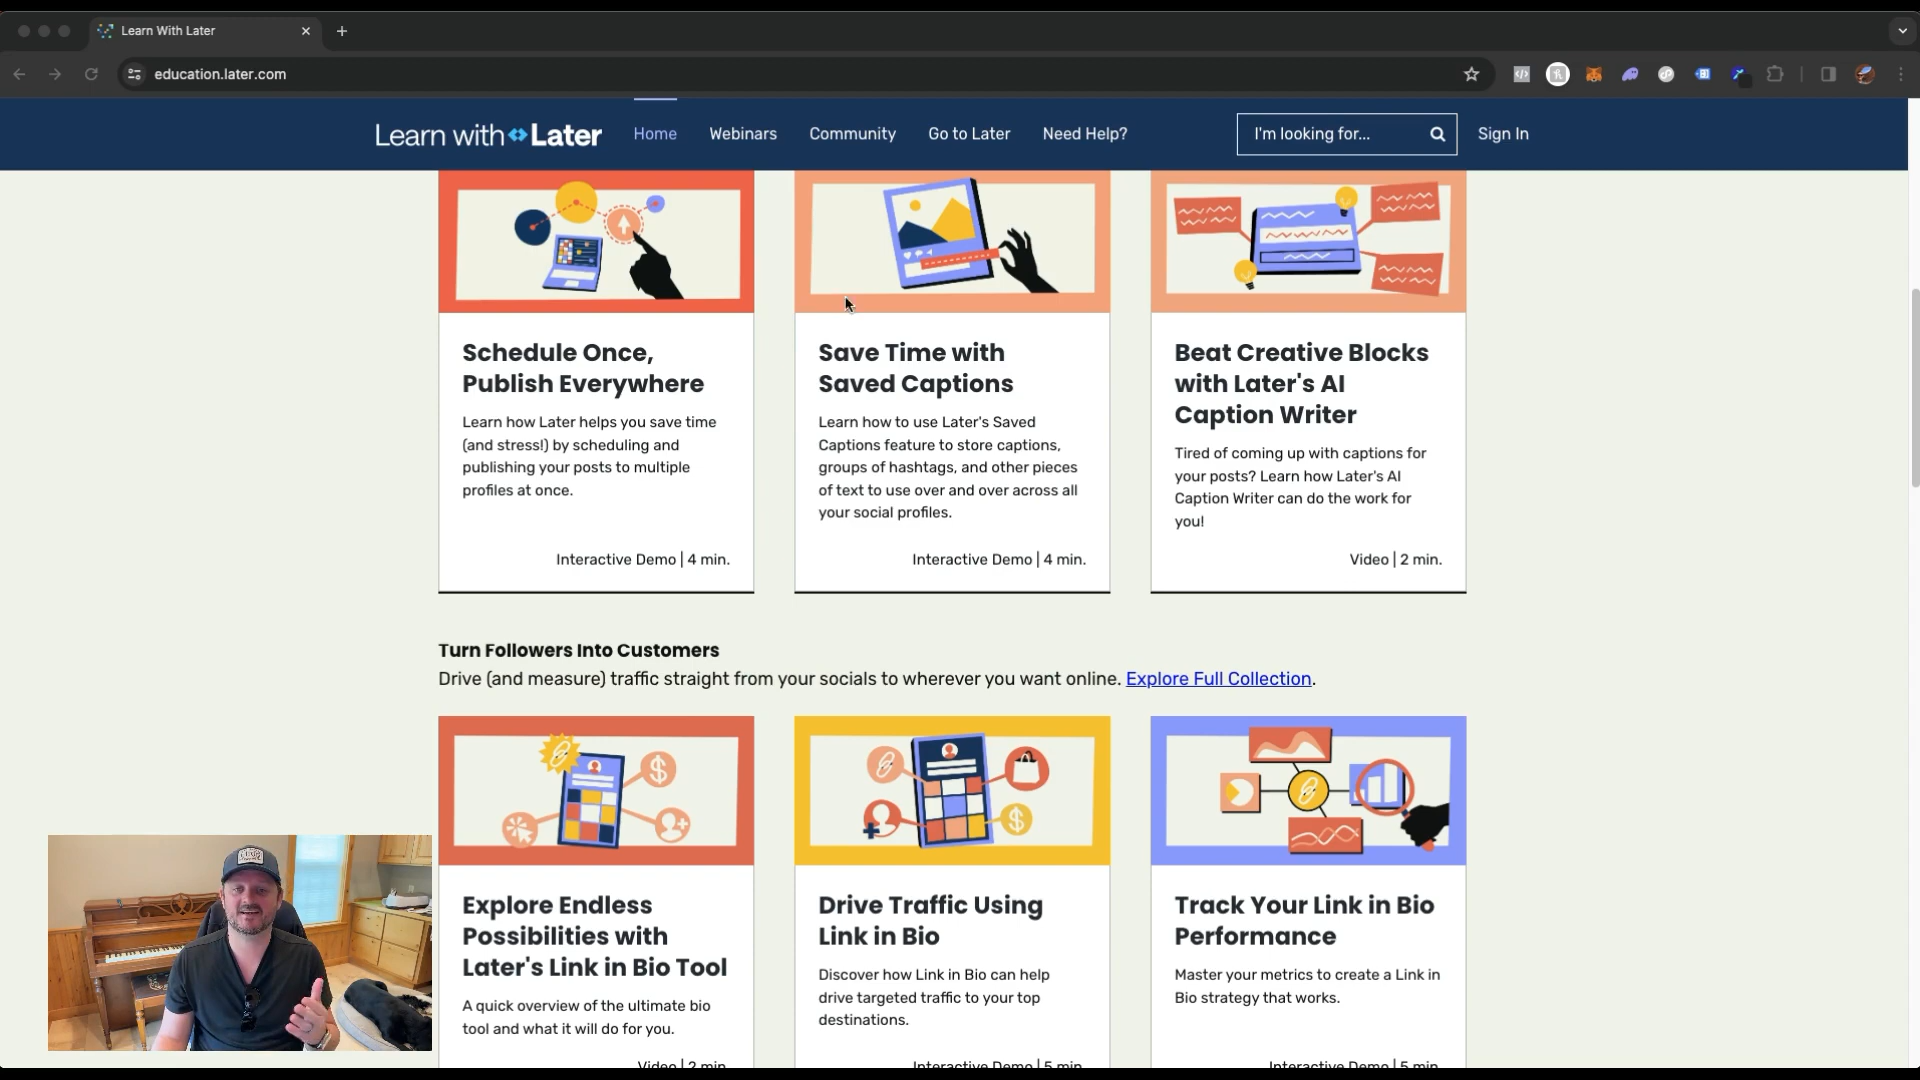 Learn With Later
education.later.com
Learn with Later
Home
Webinars
Community
Go to Later
Need Help?
I'm looking for...
Sign In
Schedule Once,
Publish Everywhere
Learn how Later helps you save time
(and stress!) by scheduling and
publishing your posts to multiple
profiles at once.
Interactive Demo | 4 min.
Save Time with
Saved Captions
Learn how to use Later's Saved
Captions feature to store captions,
groups of hashtags, and other pieces
of text to use over and over across all
your social profiles.
Interactive Demo | 4 min.
Beat Creative Blocks
with Later's AI
Caption Writer
Tired of coming up with captions for
your posts? Learn how Later's AI
Caption Writer can do the work for
you!
Video | 2 min.
Turn Followers Into Customers
Drive (and measure) traffic straight from your socials to wherever you want online. Explore Full Collection.
Explore Endless
Possibilities with
Later's Link in Bio Tool
A quick overview of the ultimate bio
tool and what it will do for you.
Video | 2 min.
Drive Traffic Using
Link in Bio
Discover how Link in Bio can help
drive targeted traffic to your top
destinations.
Interactive Demo | 5 min.
Track Your Link in Bio
Performance
Master your metrics to create a Link in
Bio strategy that works.
Interactive Demo | 5 min.